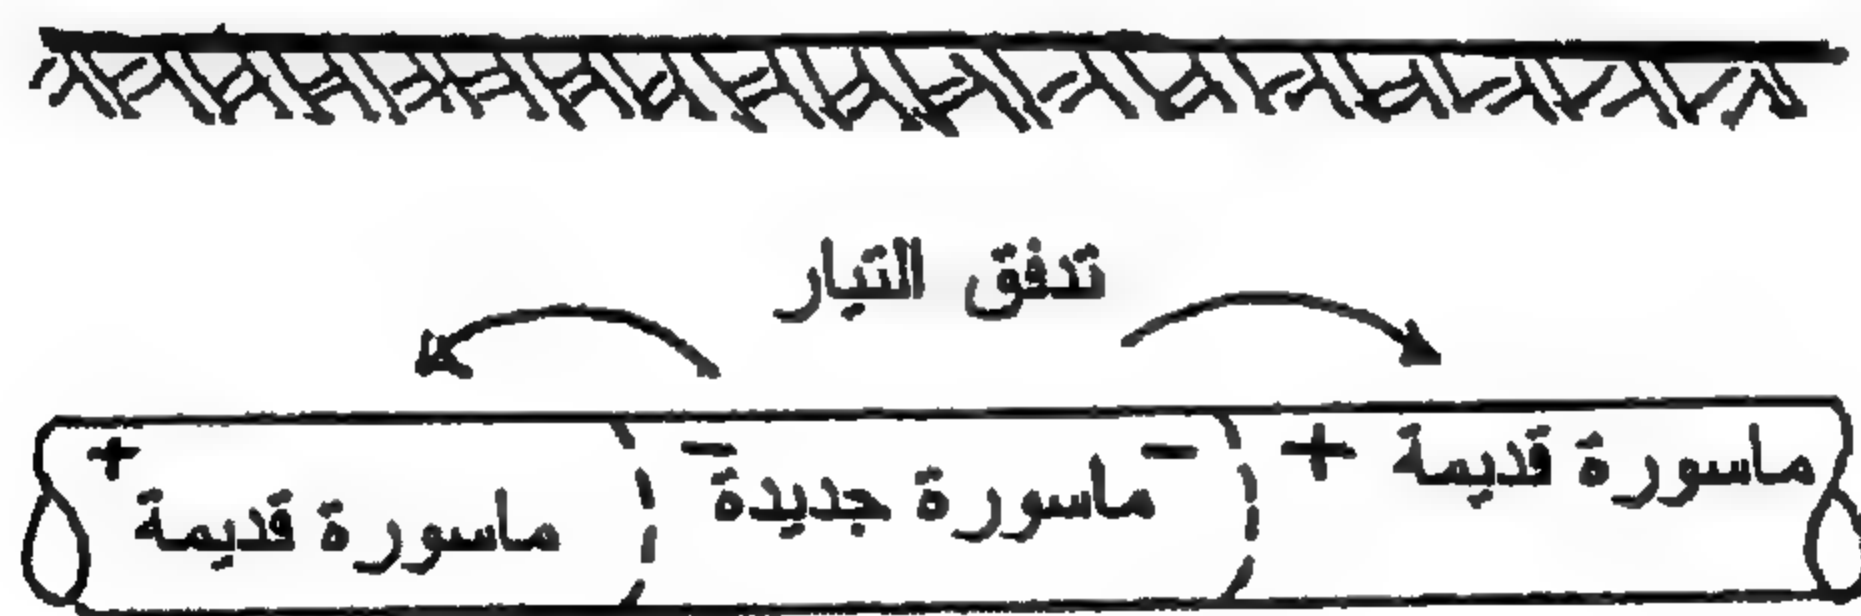 تدفق التيار
ماسورة قديمة +
- ماسورة جديدة -
+ ماسورة قديمة